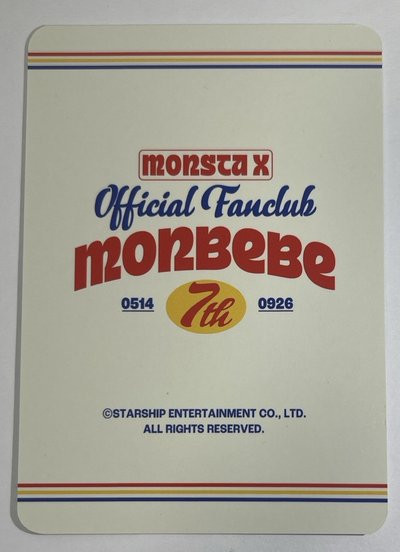 MONSTA X
Official Fanclub
MONBEBE
0514 7th 0926
©STARSHIP ENTERTAINMENT CO., LTD.
ALL RIGHTS RESERVED.